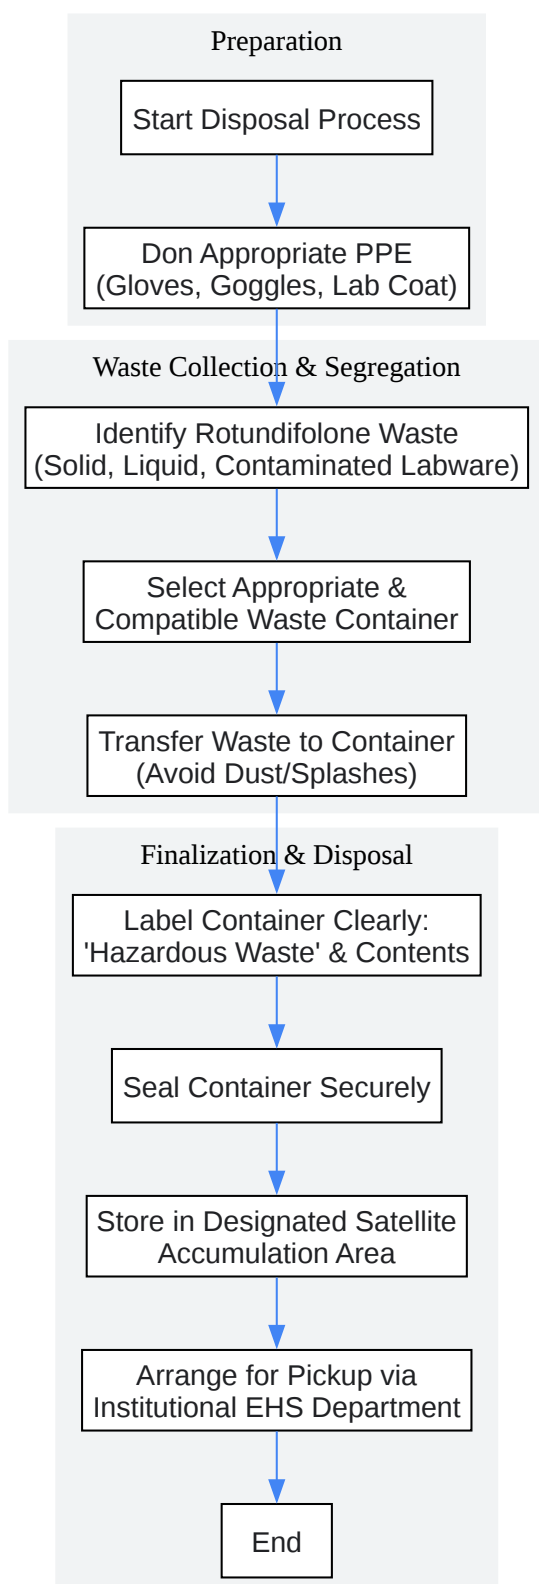 Preparation
Start Disposal Process
Don Appropriate PPE
(Gloves, Goggles, Lab Coat)
Waste Collection & Segregation
Identify Rotundifolone Waste
(Solid, Liquid, Contaminated Labware)
Select Appropriate &
Compatible Waste Container
Transfer Waste to Container
(Avoid Dust/Splashes)
Finalization & Disposal
Label Container Clearly:
'Hazardous Waste' & Contents
Seal Container Securely
Store in Designated Satellite
Accumulation Area
Arrange for Pickup via
Institutional EHS Department
End